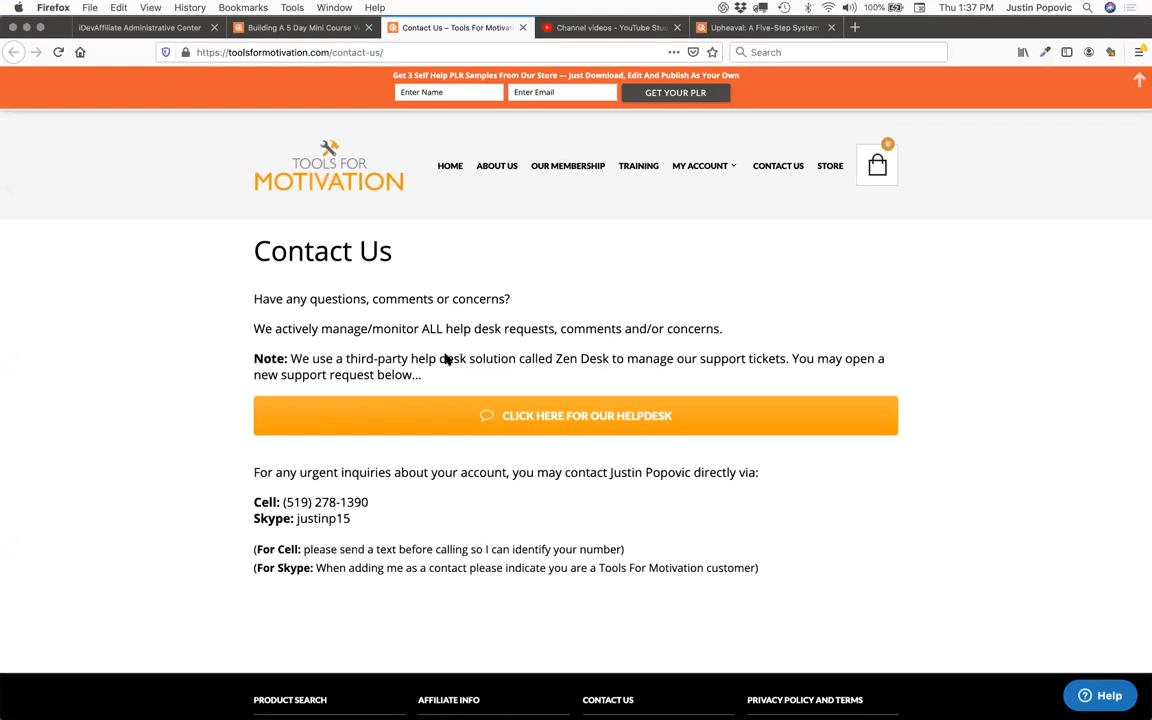 Firefox File Edit View History Bookmarks Tools Window Help 100% Thu 1:37 PM Justin Popovic
iDevAffiliate Administrative Center Building A 5 Day Mini Course Contact Us – Tools For Motivati Channel videos - YouTube Stu Upheaval: A Five-Step System
https://toolsformotivation.com/contact-us/ Search
Get 3 Self Help PLR Samples From Our Store — Just Download, Edit And Publish As Your Own
Enter Name Enter Email GET YOUR PLR
TOOLS FOR
MOTIVATION
HOME ABOUT US OUR MEMBERSHIP TRAINING MY ACCOUNT CONTACT US STORE 0
Contact Us
Have any questions, comments or concerns?
We actively manage/monitor ALL help desk requests, comments and/or concerns.
Note: We use a third-party help desk solution called Zen Desk to manage our support tickets. You may open a
new support request below...
CLICK HERE FOR OUR HELPDESK
For any urgent inquiries about your account, you may contact Justin Popovic directly via:
Cell: (519) 278-1390
Skype: justinp15
(For Cell: please send a text before calling so I can identify your number)
(For Skype: When adding me as a contact please indicate you are a Tools For Motivation customer)
PRODUCT SEARCH AFFILIATE INFO CONTACT US PRIVACY POLICY AND TERMS
Help